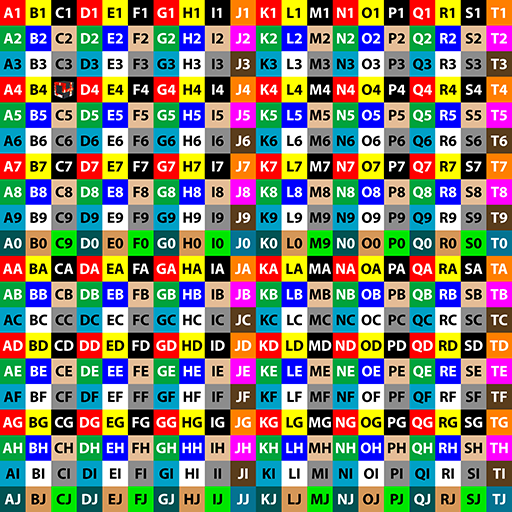 A1 B1 C1 D1 E1 F1 G1 H1 I1 J1 K1 L1 M1 N1 O1 P1 Q1 R1 S1 T1
A2 B2 C2 D2 E2 F2 G2 H2 I2 J2 K2 L2 M2 N2 O2 P2 Q2 R2 S2 T2
A3 B3 C3 D3 E3 F3 G3 H3 I3 J3 K3 L3 M3 N3 O3 P3 Q3 R3 S3 T3
A4 B4 D4 E4 F4 G4 H4 I4 J4 K4 L4 M4 N4 O4 P4 Q4 R4 S4 T4
A5 B5 C5 D5 E5 F5 G5 H5 I5 J5 K5 L5 M5 N5 O5 P5 Q5 R5 S5 T5
A6 B6 C6 D6 E6 F6 G6 H6 I6 J6 K6 L6 M6 N6 O6 P6 Q6 R6 S6 T6
A7 B7 C7 D7 E7 F7 G7 H7 I7 J7 K7 L7 M7 N7 O7 P7 Q7 R7 S7 T7
A8 B8 C8 D8 E8 F8 G8 H8 I8 J8 K8 L8 M8 N8 O8 P8 Q8 R8 S8 T8
A9 B9 C9 D9 E9 F9 G9 H9 I9 J9 K9 L9 M9 N9 O9 P9 Q9 R9 S9 T9
A0 B0 C9 D0 E0 F0 G0 H0 I0 J0 K0 L0 M9 N0 O0 P0 Q0 R0 S0 T0
AA BA CA DA EA FA GA HA IA JA KA LA MA NA OA PA QA RA SA TA
AB BB CB DB EB FB GB HB IB JB KB LB MB NB OB PB QB RB SB TB
AC BC CC DC EC FC GC HC IC JC KC LC MC NC OC PC QC RC SC TC
AD BD CD DD ED FD GD HD ID JD KD LD MD ND OD PD QD RD SD TD
AE BE CE DE EE FE GE HE IE JE KE LE ME NE OE PE QE RE SE TE
AF BF CF DF EF FF GF HF IF JF KF LF MF NF OF PF QF RF SF TF
AG BG CG DG EG FG GG HG IG JG KG LG MG NG OG PG QG RG SG TG
AH BH CH DH EH FH GH HH IH JH KH LH MH NH OH PH QH RH SH TH
AI BI CI DI EI FI GI HI II JI KI LI MI NI OI PI QI RI SI TI
AJ BJ CJ DJ EJ FJ GJ HJ IJ JJ KJ LJ MJ NJ OJ PJ QJ RJ SJ TJ